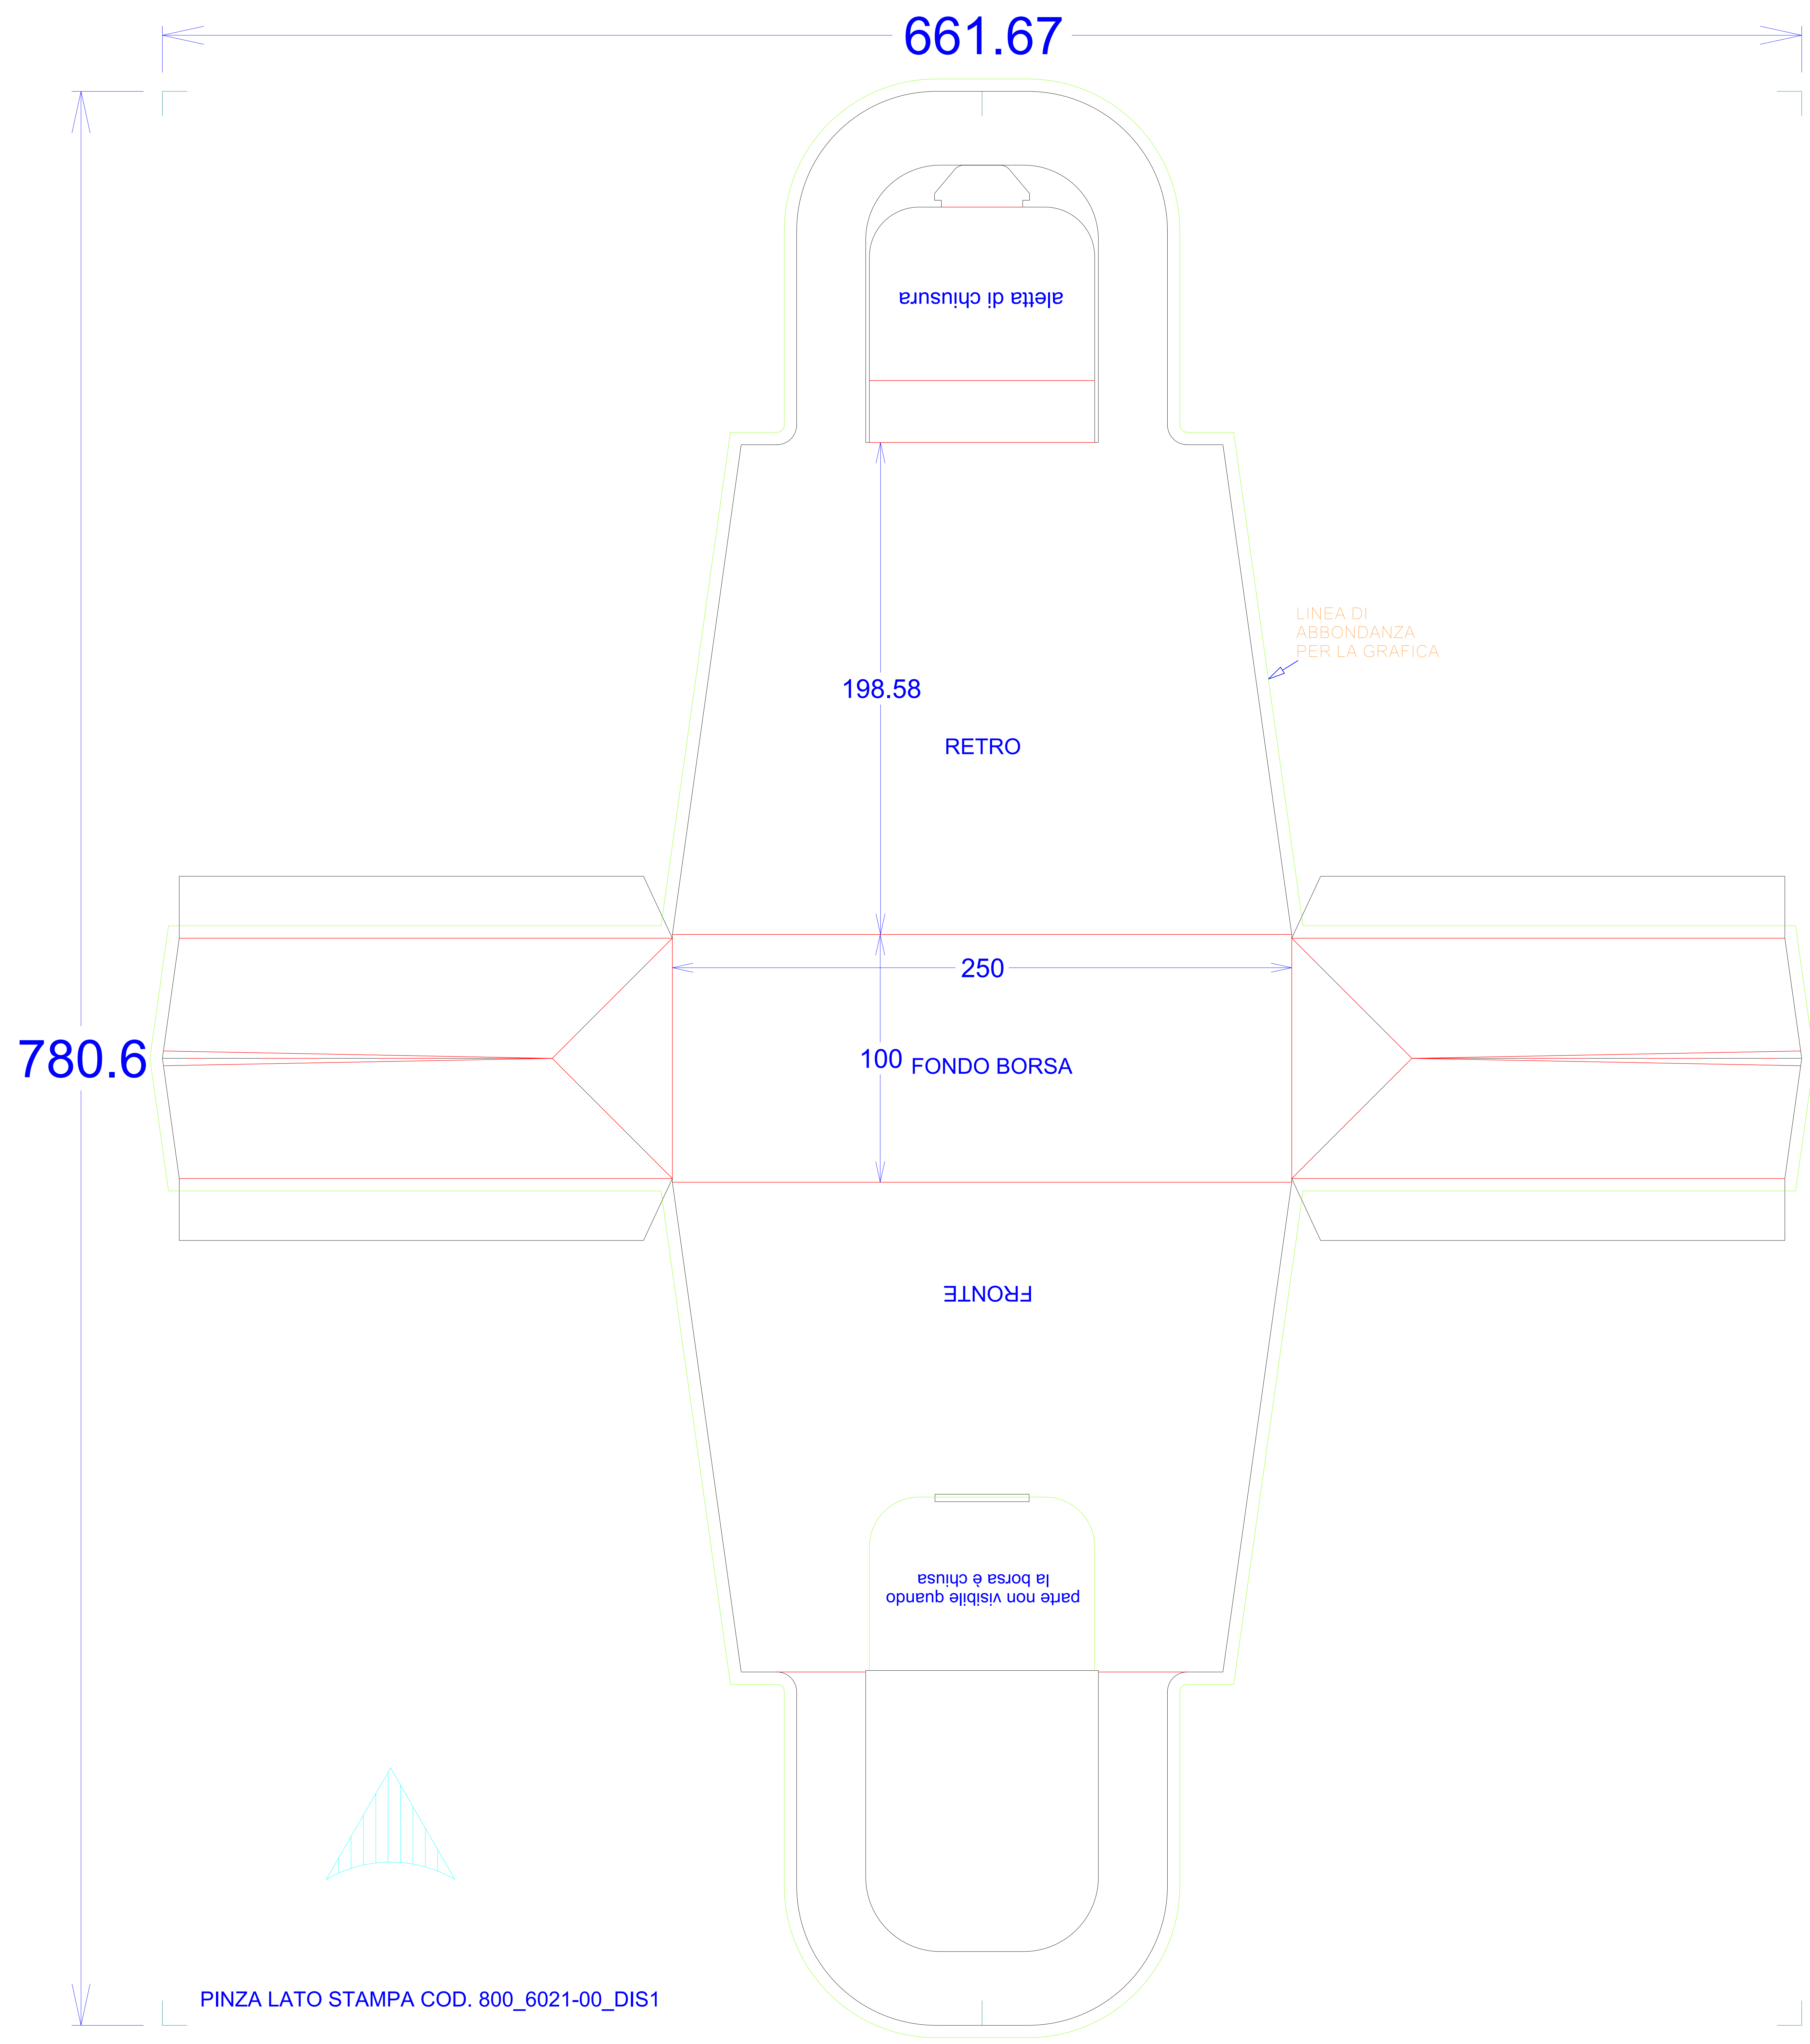 661.67
aletta di chiusura
LINEA DI
ABBONDANZA
PER LA GRAFICA
198.58
RETRO
250
780.6
100
FONDO BORSA
FRONTE
parte non visibile quando
la borsa è chiusa
PINZA LATO STAMPA COD. 800_6021-00_DIS1